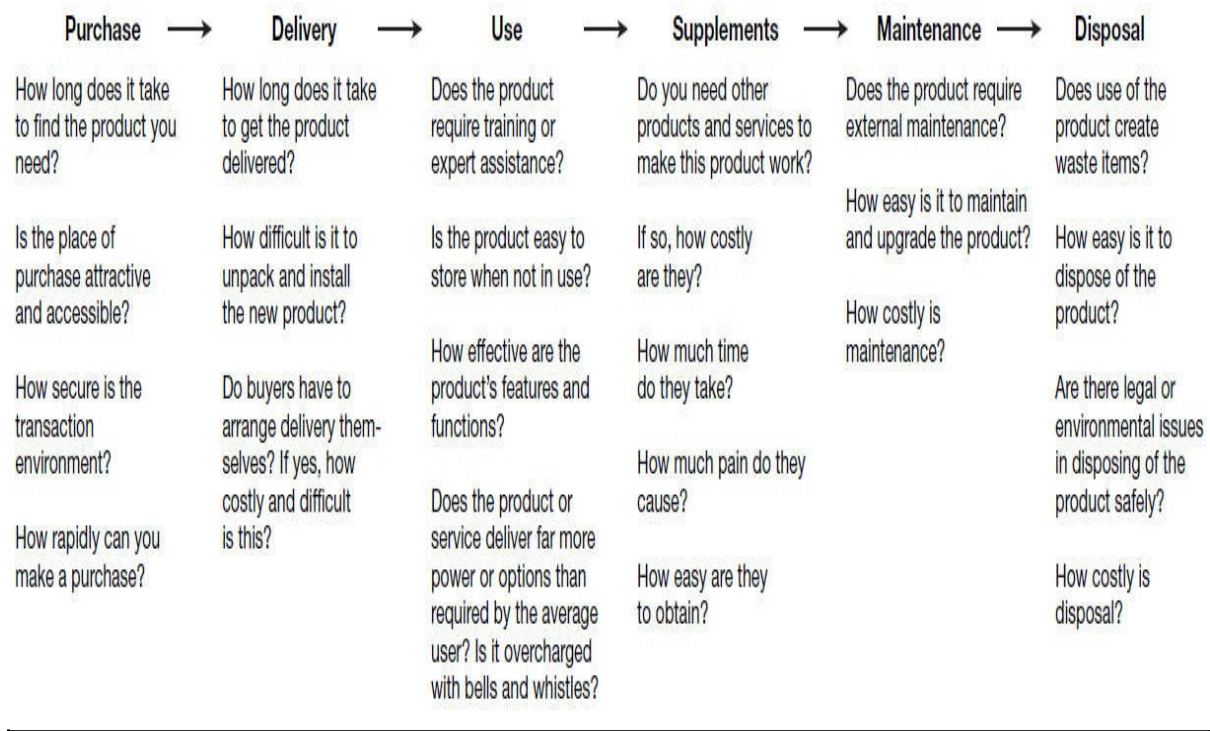 Purchase → Delivery → Use → Supplements → Maintenance → Disposal
How long does it take
to find the product you
need?
Is the place of
purchase attractive
and accessible?
How secure is the
transaction
environment?
How rapidly can you
make a purchase?
How long does it take
to get the product
delivered?
How difficult is it to
unpack and install
the new product?
Do buyers have to
arrange delivery them-
selves? If yes, how
costly and difficult
is this?
Does the product
require training or
expert assistance?
Is the product easy to
store when not in use?
How effective are the
product's features and
functions?
Does the product or
service deliver far more
power or options than
required by the average
user? Is it overcharged
with bells and whistles?
Do you need other
products and services to
make this product work?
If so, how costly
are they?
How much time
do they take?
How much pain do they
cause?
How easy are they
to obtain?
Does the product require
external maintenance?
How easy is it to maintain
and upgrade the product?
How costly is
maintenance?
Does use of the
product create
waste items?
How easy is it to
dispose of the
product?
Are there legal or
environmental issues
in disposing of the
product safely?
How costly is
disposal?